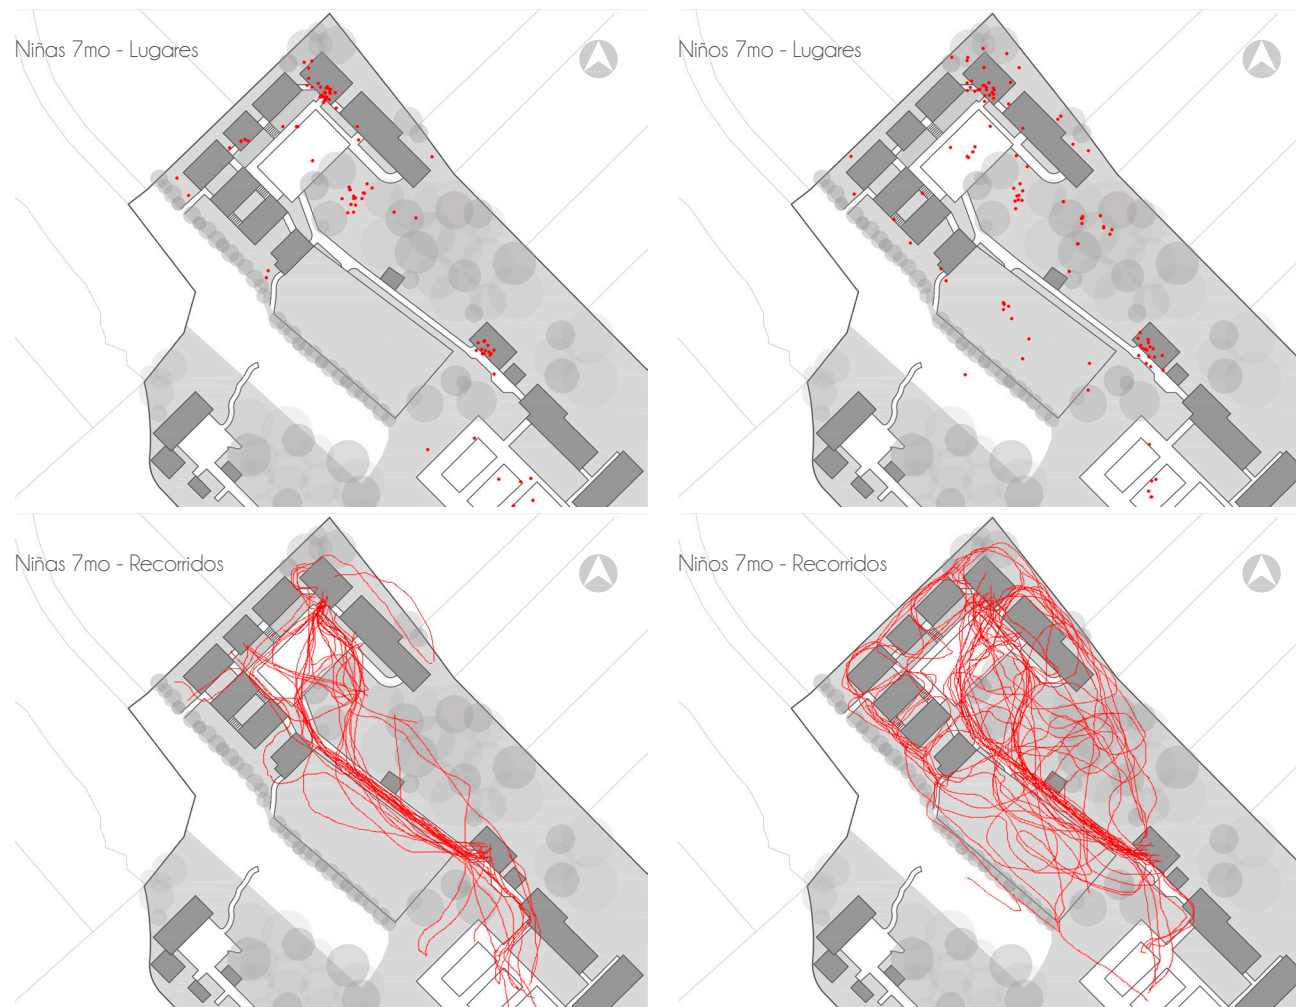 Niñas 7mo - Lugares
Niños 7mo - Lugares
Niñas 7mo - Recorridos
Niños 7mo - Recorridos